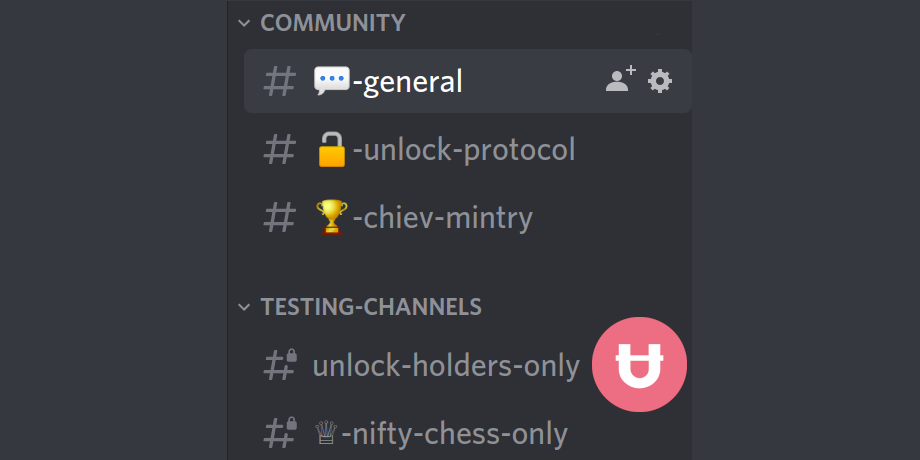 COMMUNITY
# 💬-general
# 🔓-unlock-protocol
# 🏆-chiev-mintry
TESTING-CHANNELS
# unlock-holders-only
# ♕-nifty-chess-only